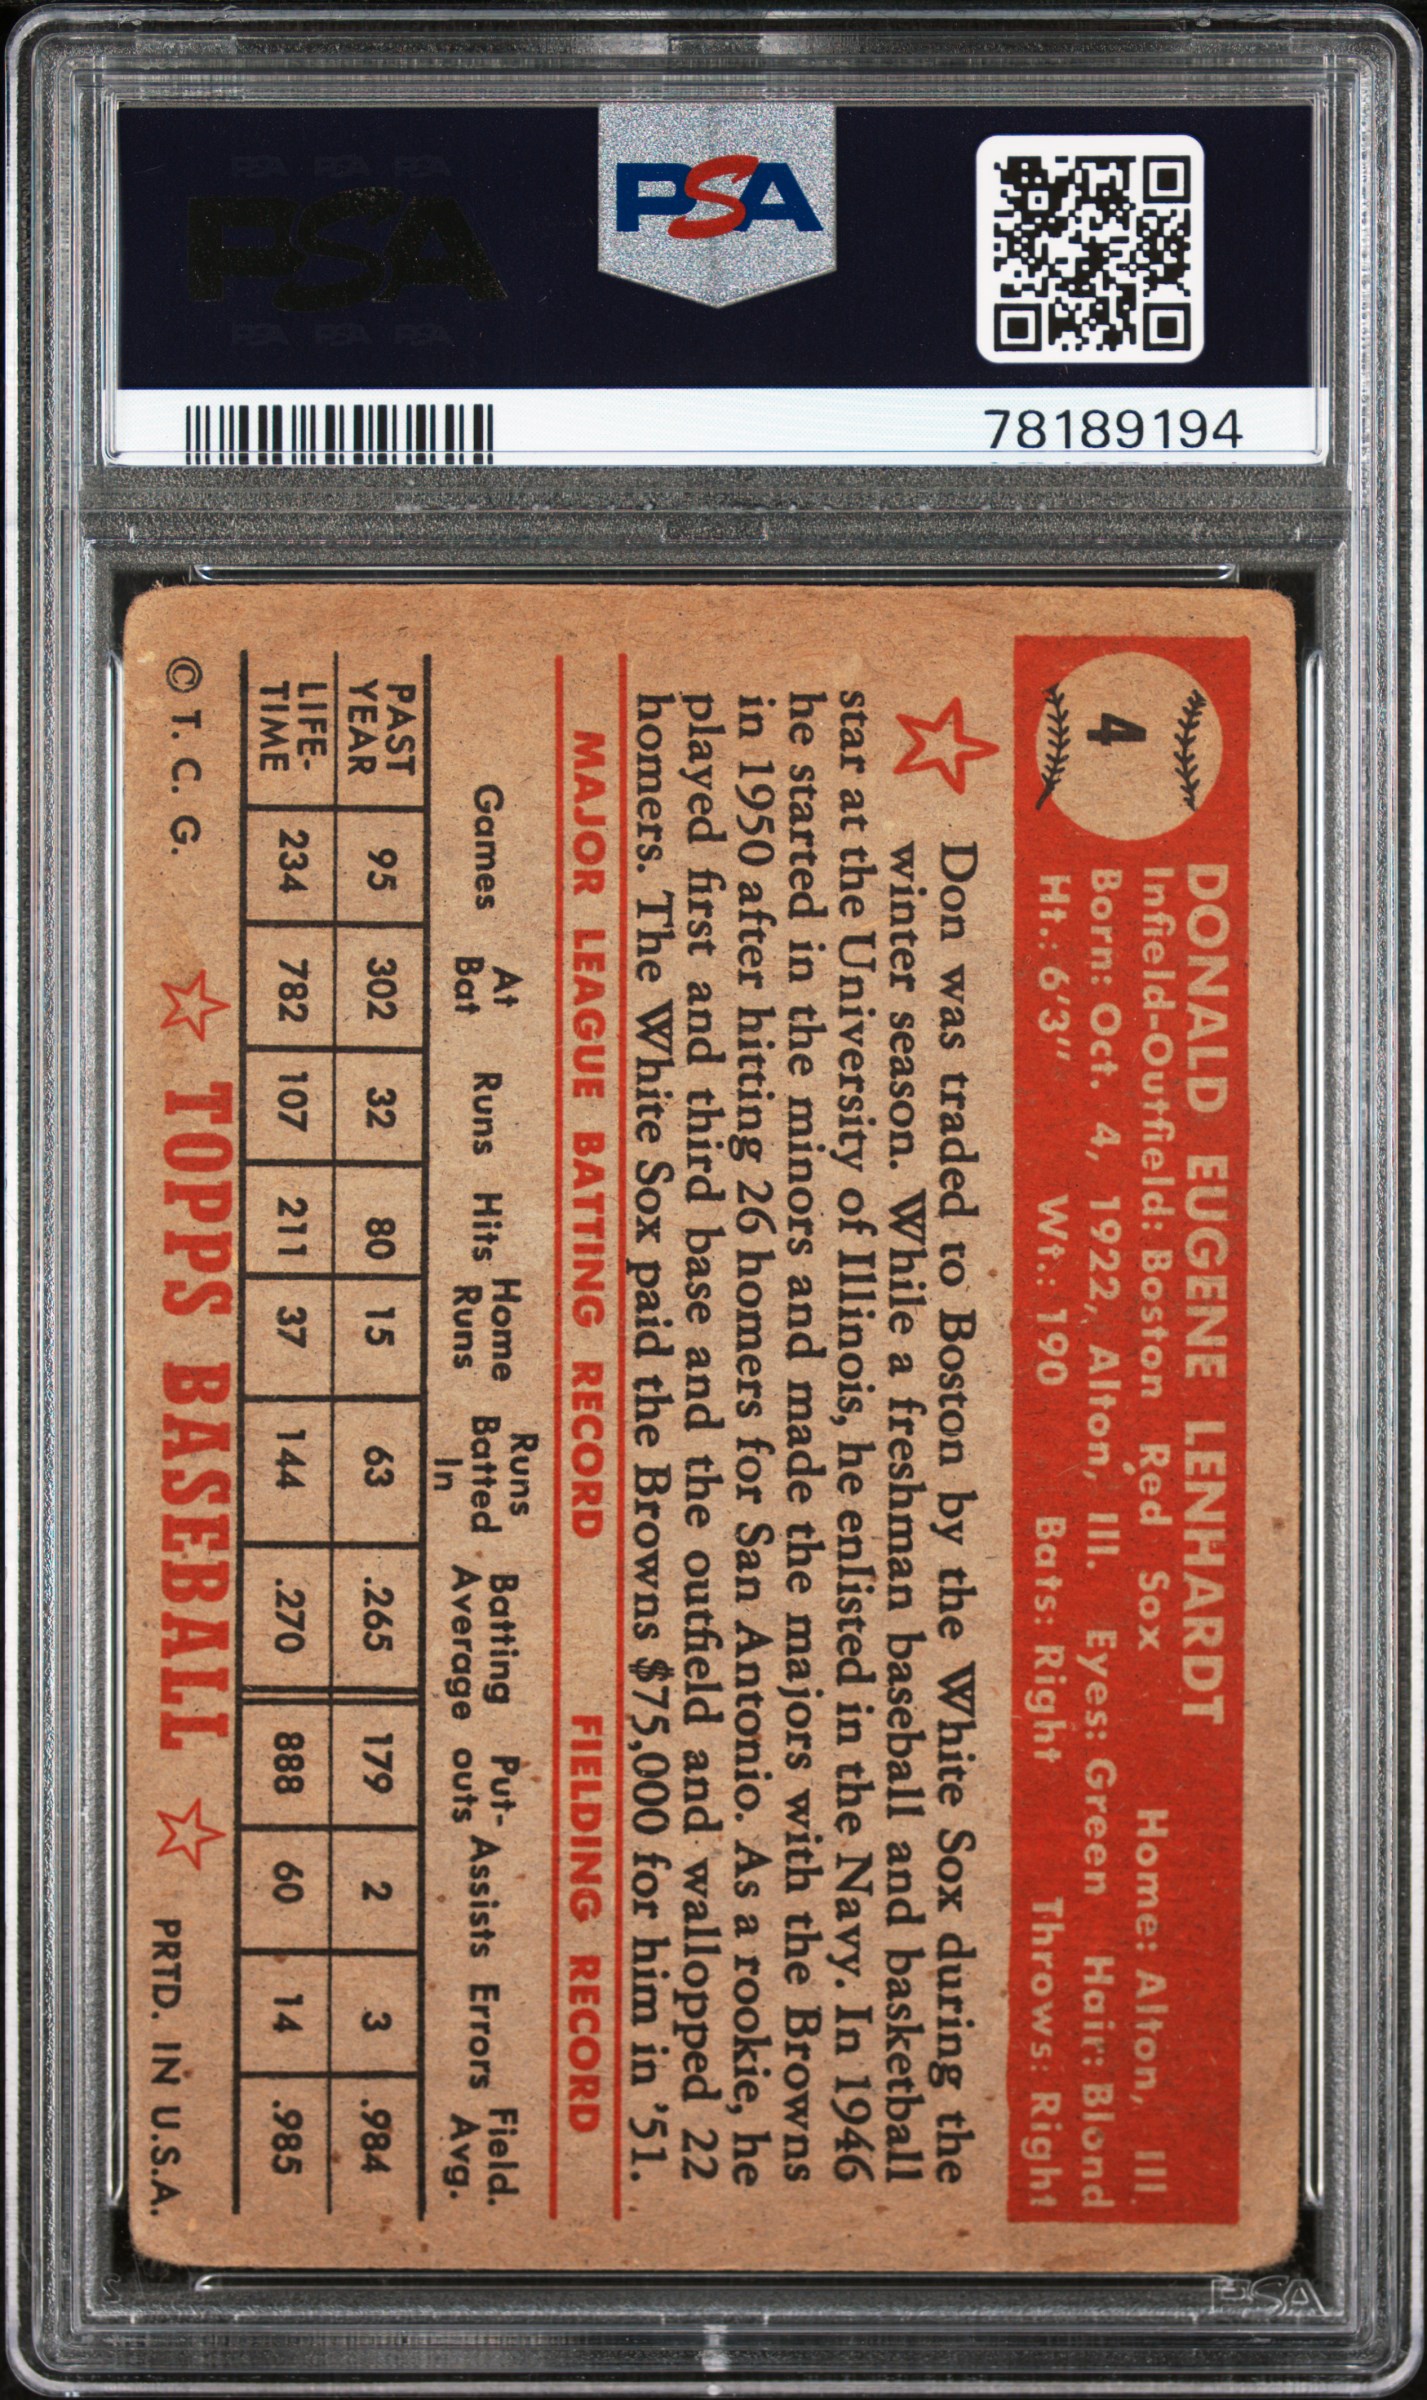 PSA PSA PSA
PSA
PSA PSA PSA
PSA
78189194
4
DONALD EUGENE LENHARDT
Infield-Outfield: Boston Red Sox Home: Alton, Ill.
Born: Oct. 4, 1922, Alton, Ill. Eyes: Green Hair: Blond
Ht.: 6'3" Wt.: 190 Bats: Right Throws: Right
Don was traded to Boston by the White Sox during the
winter season. While a freshman baseball and basketball
star at the University of Illinois, he enlisted in the Navy. In 1946
he started in the minors and made the majors with the Browns
in 1950 after hitting 26 homers for San Antonio. As a rookie, he
played first and third base and the outfield and walloped 22
homers. The White Sox paid the Browns $75,000 for him in '51.
MAJOR LEAGUE BATTING RECORD FIELDING RECORD
Games At Bat Runs Hits Home Runs Runs Batted In Batting Average Put-outs Assists Errors Field. Avg.
PAST YEAR 95 302 32 80 15 63 .265 179 2 3 .984
LIFE-TIME 234 782 107 211 37 144 .270 888 60 14 .985
© T. C. G. TOPPS BASEBALL PRTD. IN U.S.A.
PSA